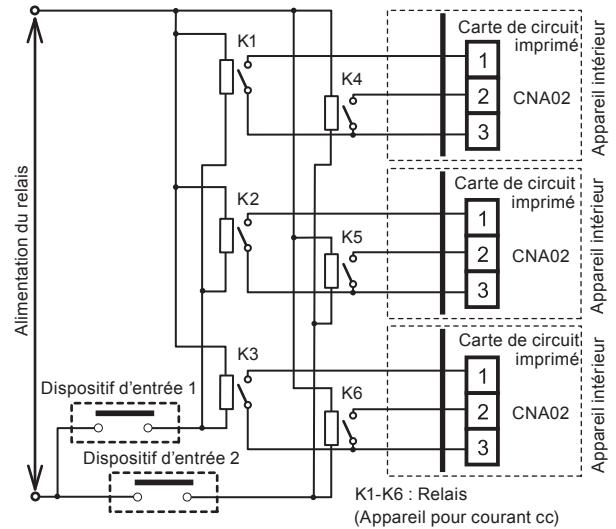 Alimentation du relais
K1
K4
Carte de circuit
imprimé
1
2
3
CNA02
Appareil intérieur
K2
K5
Carte de circuit
imprimé
1
2
3
CNA02
Appareil intérieur
K3
K6
Carte de circuit
imprimé
1
2
3
CNA02
Appareil intérieur
Dispositif d'entrée 1
Dispositif d'entrée 2
K1-K6 : Relais
(Appareil pour courant cc)